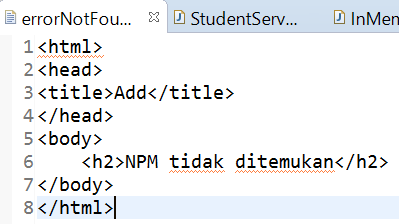 errorNotFou... StudentServ... InMem
1 <html>
2 <head>
3 <title>Add</title>
4 </head>
5 <body>
6     <h2>NPM tidak ditemukan</h2>
7 </body>
8 </html>